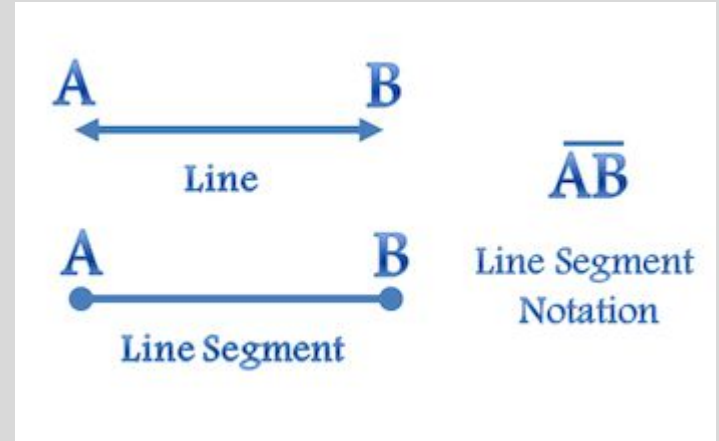 A B
Line
A B
Line Segment
AB
Line Segment
Notation